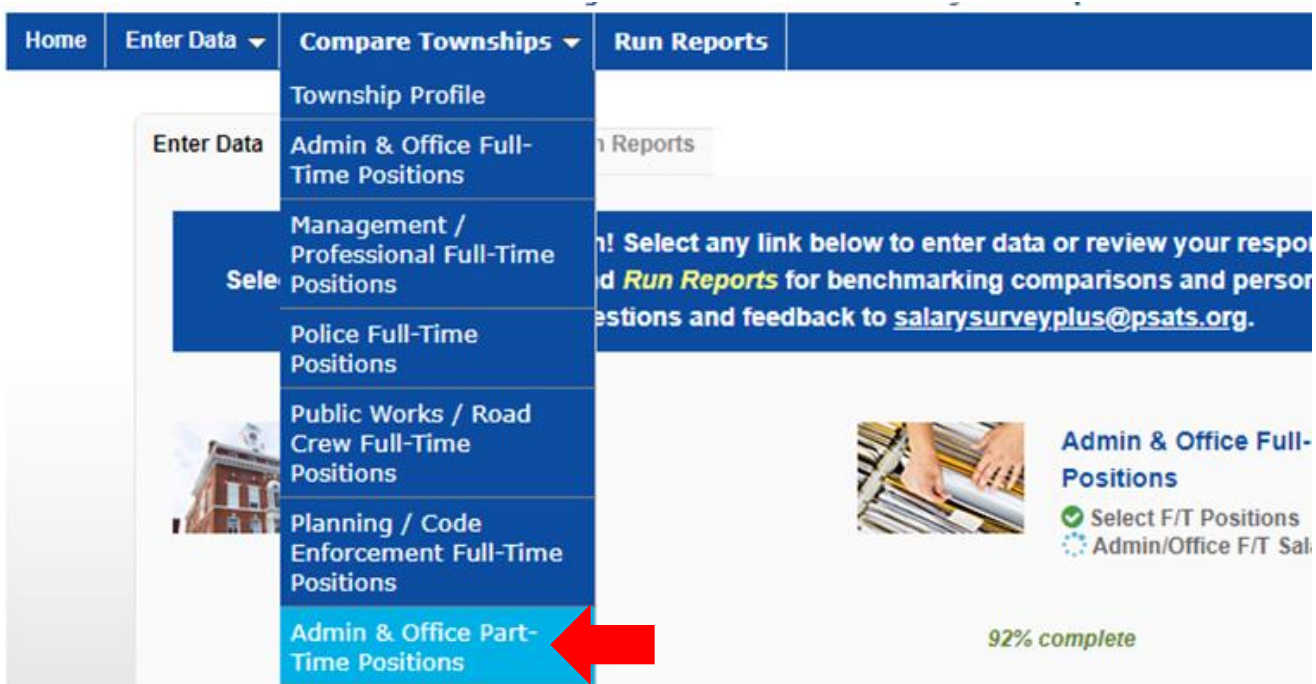 Home Enter Data Compare Townships Run Reports
Township Profile
Enter Data
Admin & Office Full-
Time Positions
Reports
Management /
Professional Full-Time
Positions
Select any link below to enter data or review your
Run Reports for benchmarking comparisons and
and feedback to salarysurveyplus@psats.org.
Police Full-Time
Positions
Public Works / Road
Crew Full-Time
Positions
Planning / Code
Enforcement Full-Time
Positions
Admin & Office Part-
Time Positions
Admin & Office Full-
Positions
Select F/T Positions
Admin/Office F/T
92% complete